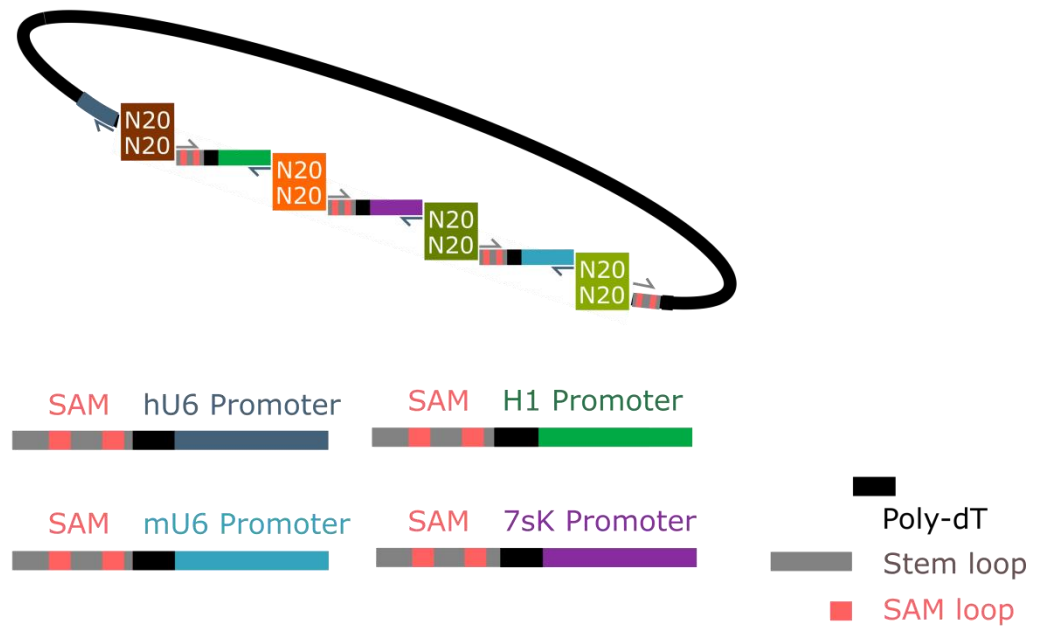 N20
N20
N20
N20
N20
N20
N20
N20
SAM hU6 Promoter
SAM H1 Promoter
SAM mU6 Promoter
SAM 7sK Promoter
Poly-dT
Stem loop
SAM loop